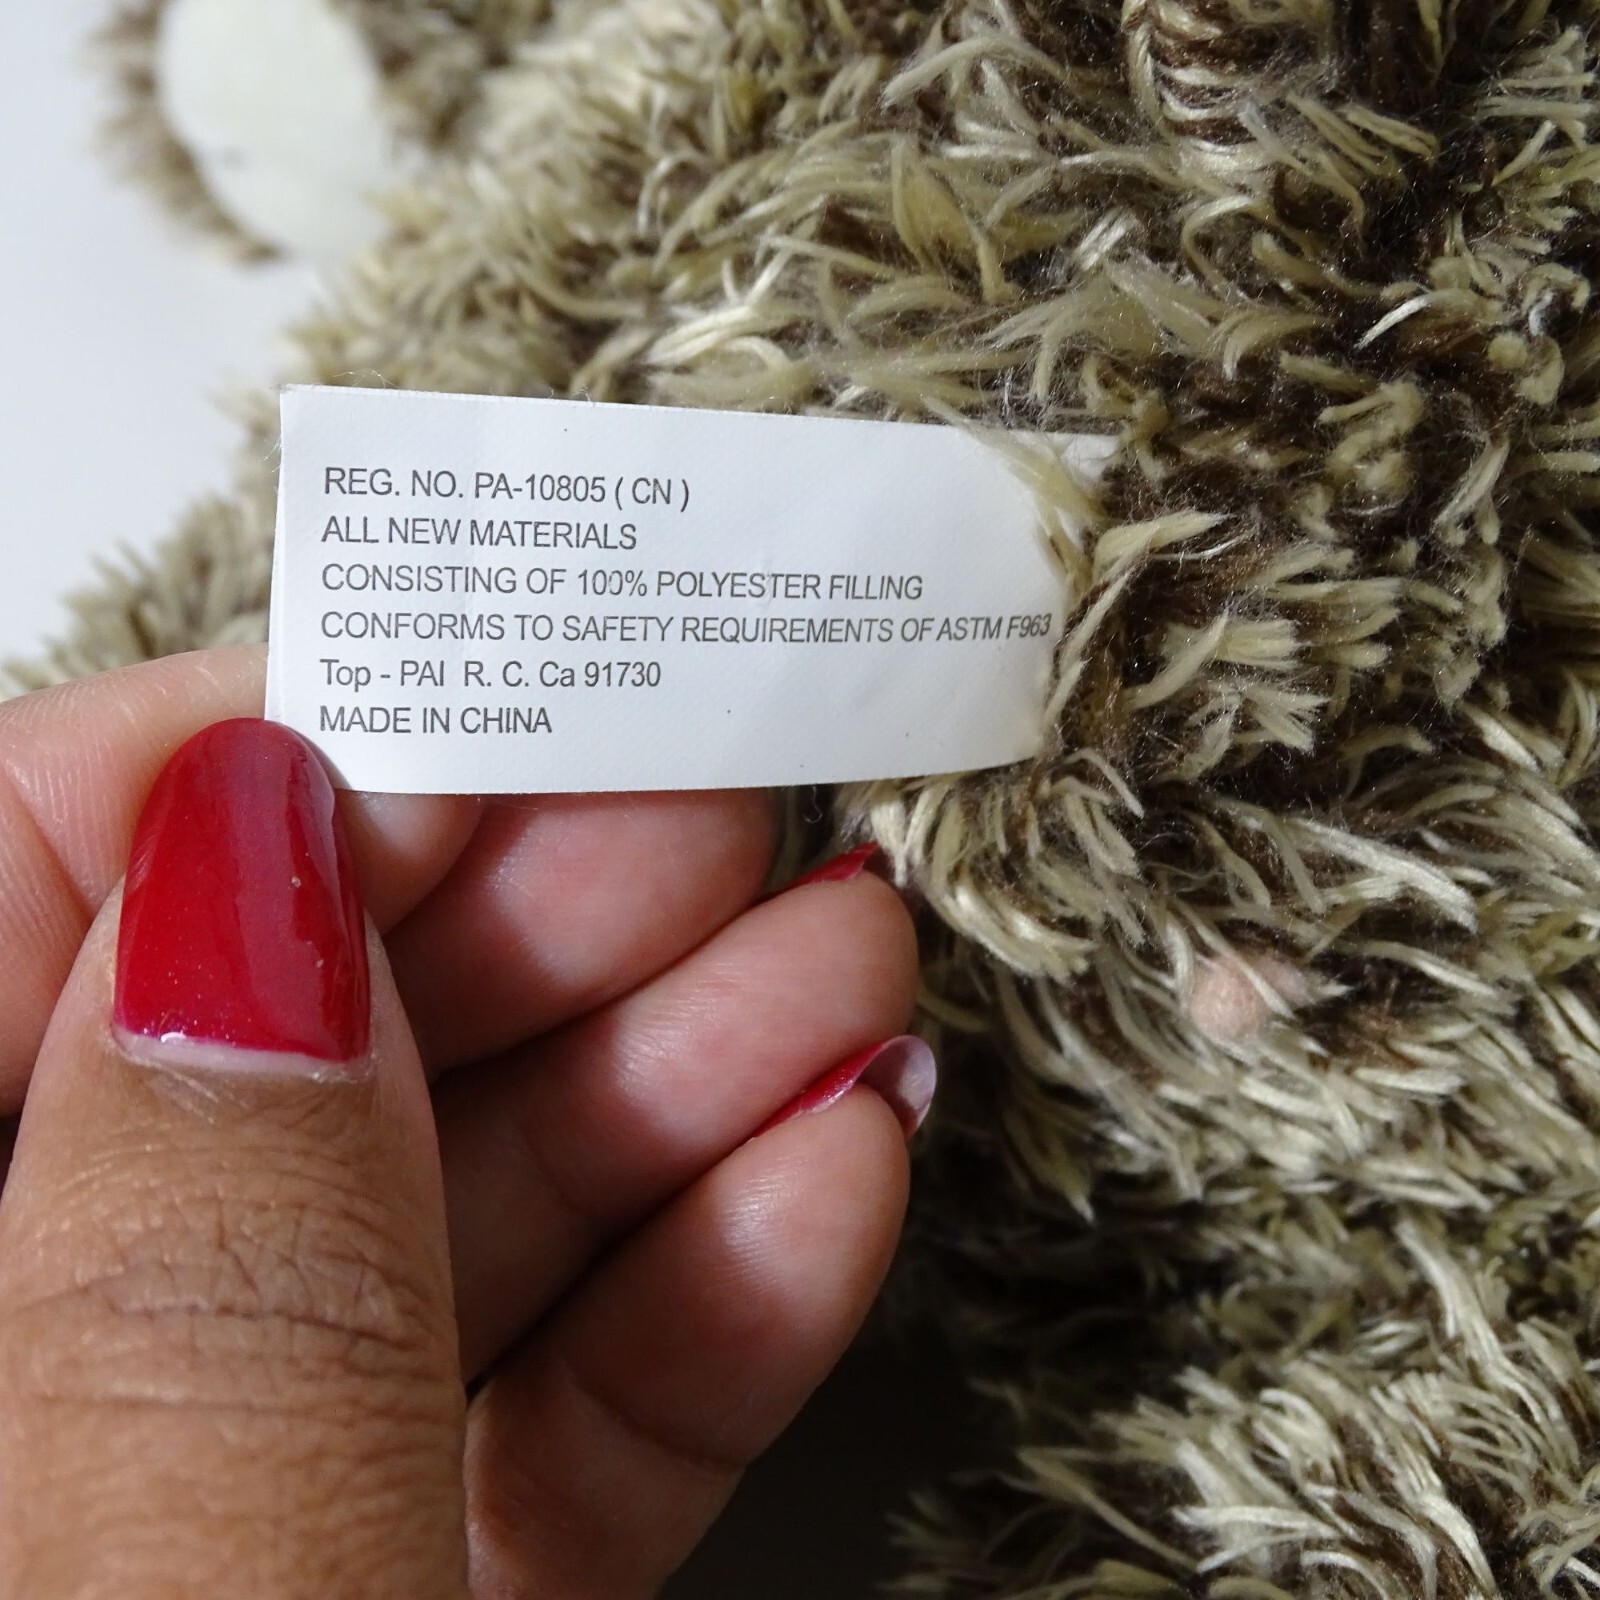 REG. NO. PA-10805 ( CN )
ALL NEW MATERIALS
CONSISTING OF 100% POLYESTER FILLING
CONFORMS TO SAFETY REQUIREMENTS OF ASTM F963
Top - PAI R. C. Ca 91730
MADE IN CHINA